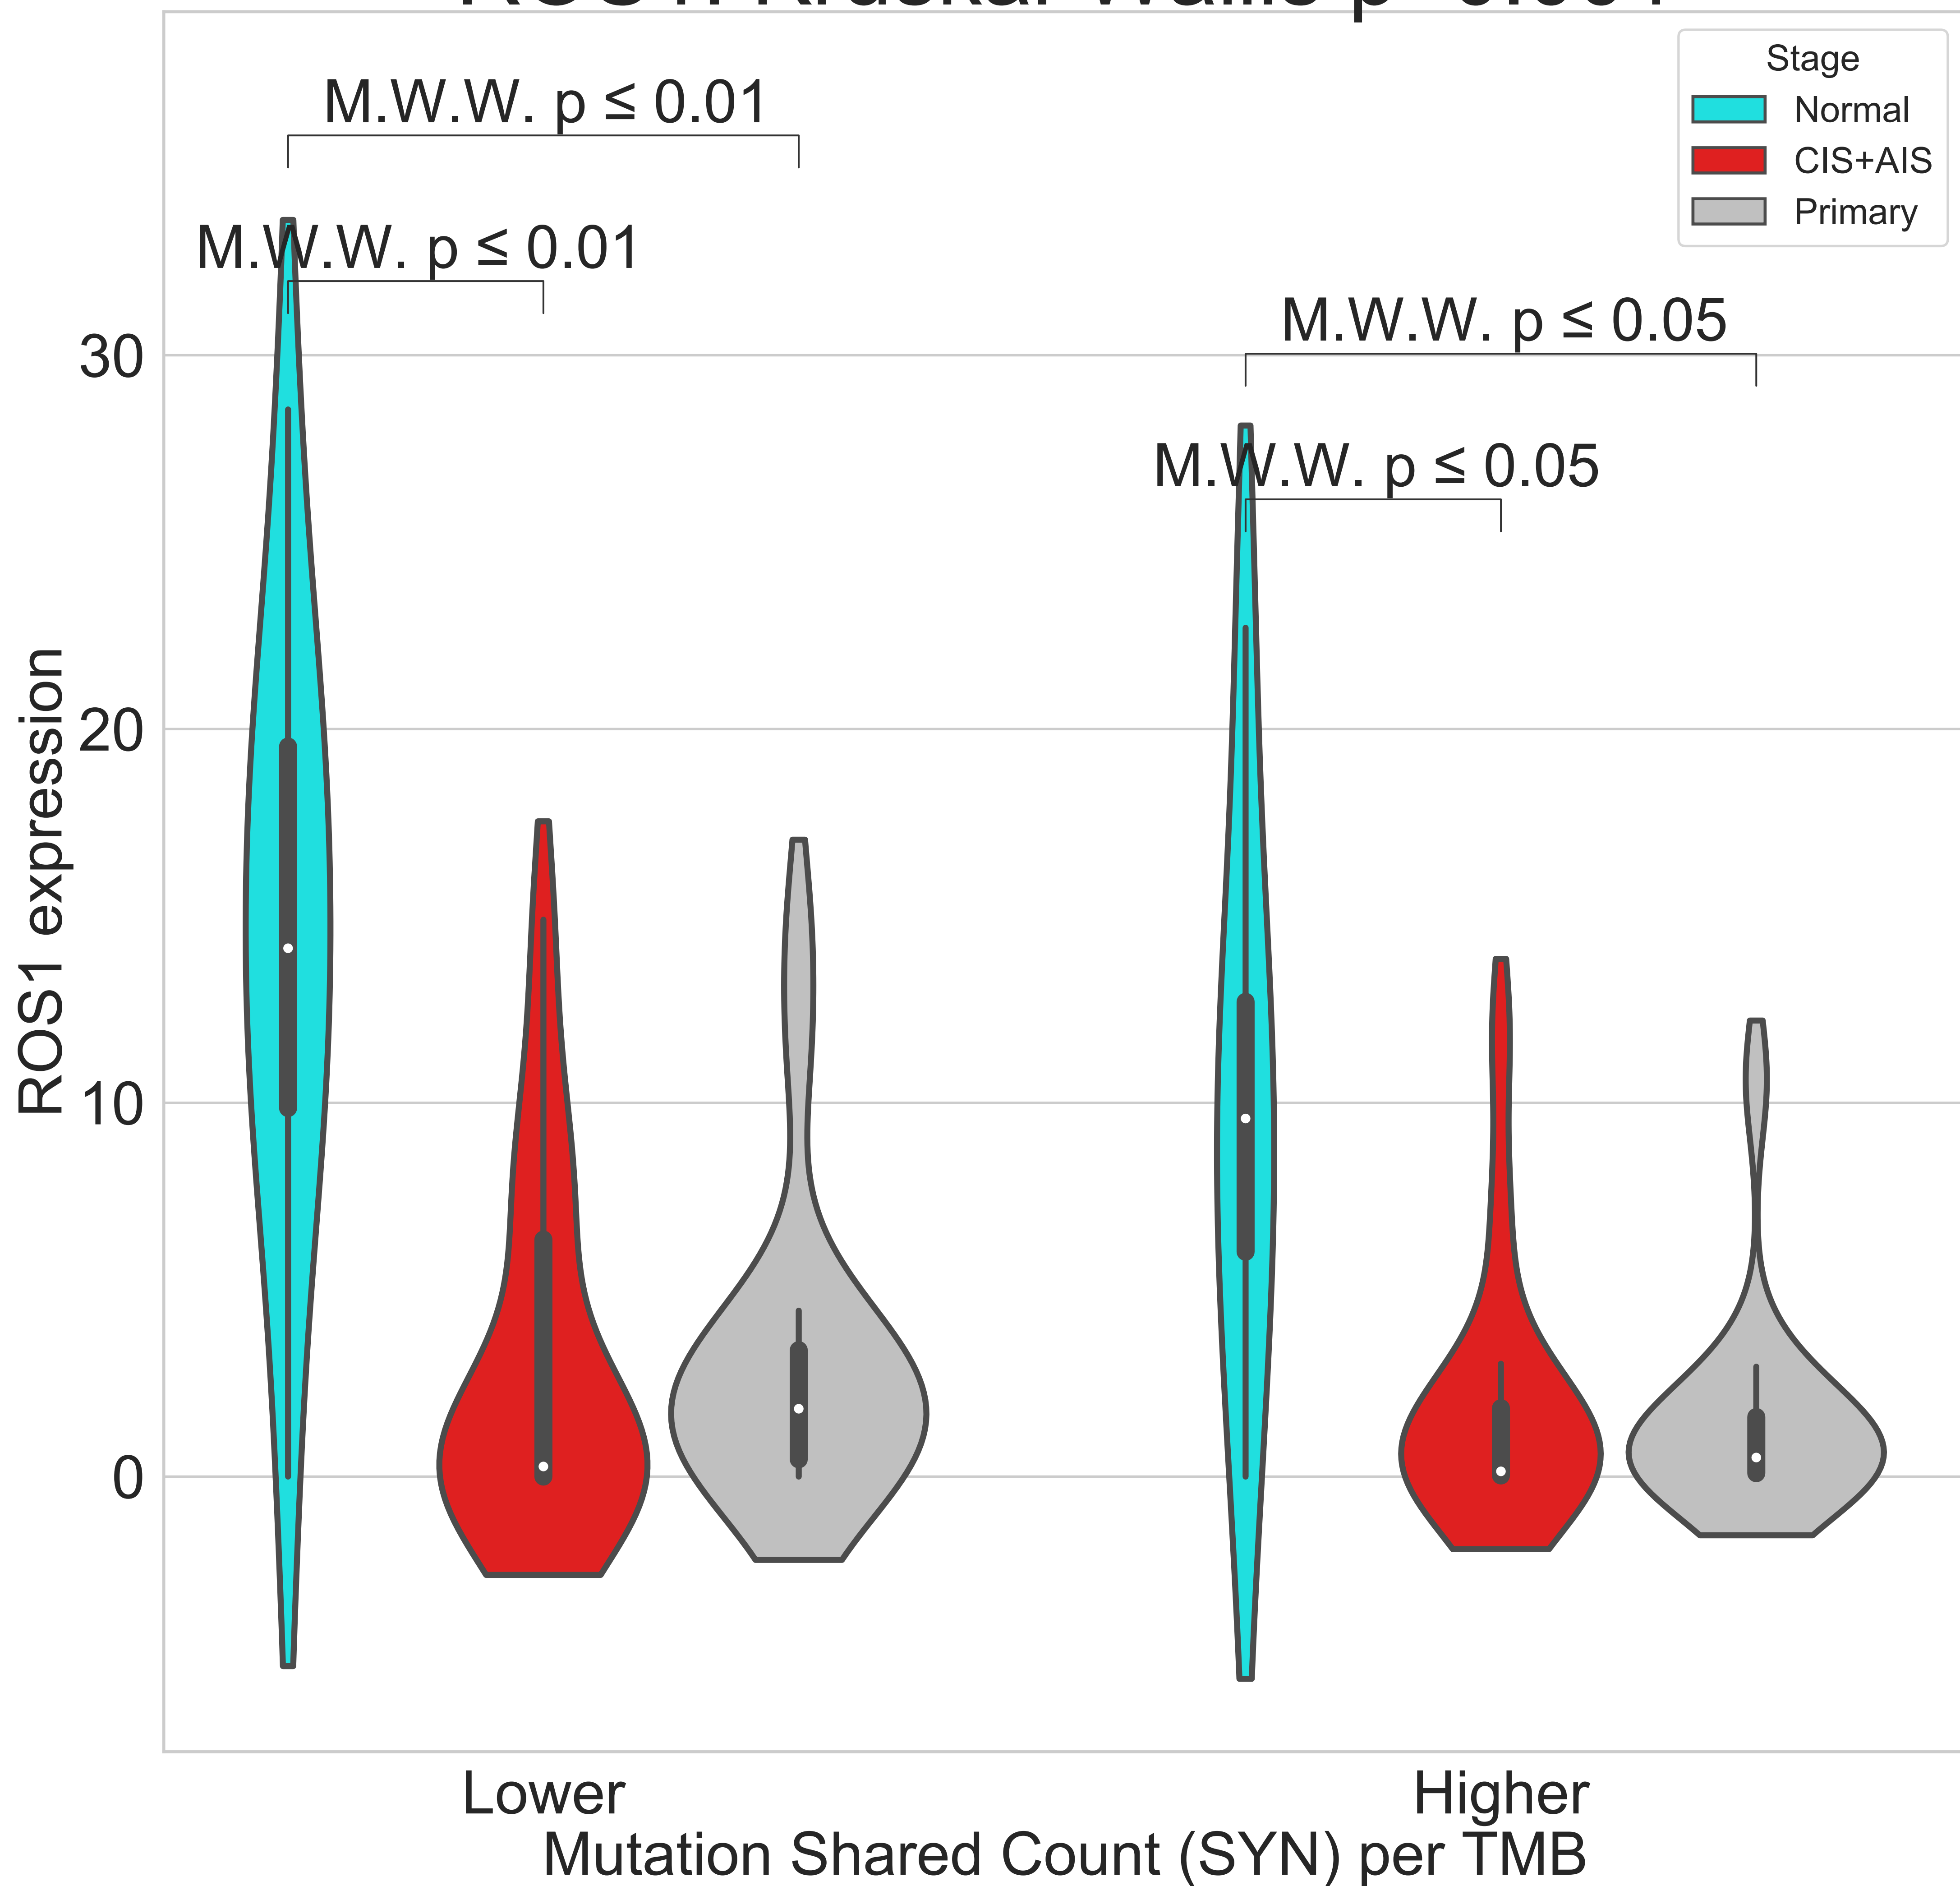 Stage
Normal
CIS+AIS
Primary
M.W.W. p ≤ 0.01
M.W.W. p ≤ 0.01
M.W.W. p ≤ 0.05
M.W.W. p ≤ 0.05
30
20
10
0
ROS1 expression
Lower
Higher
Mutation Shared Count (SYN) per TMB